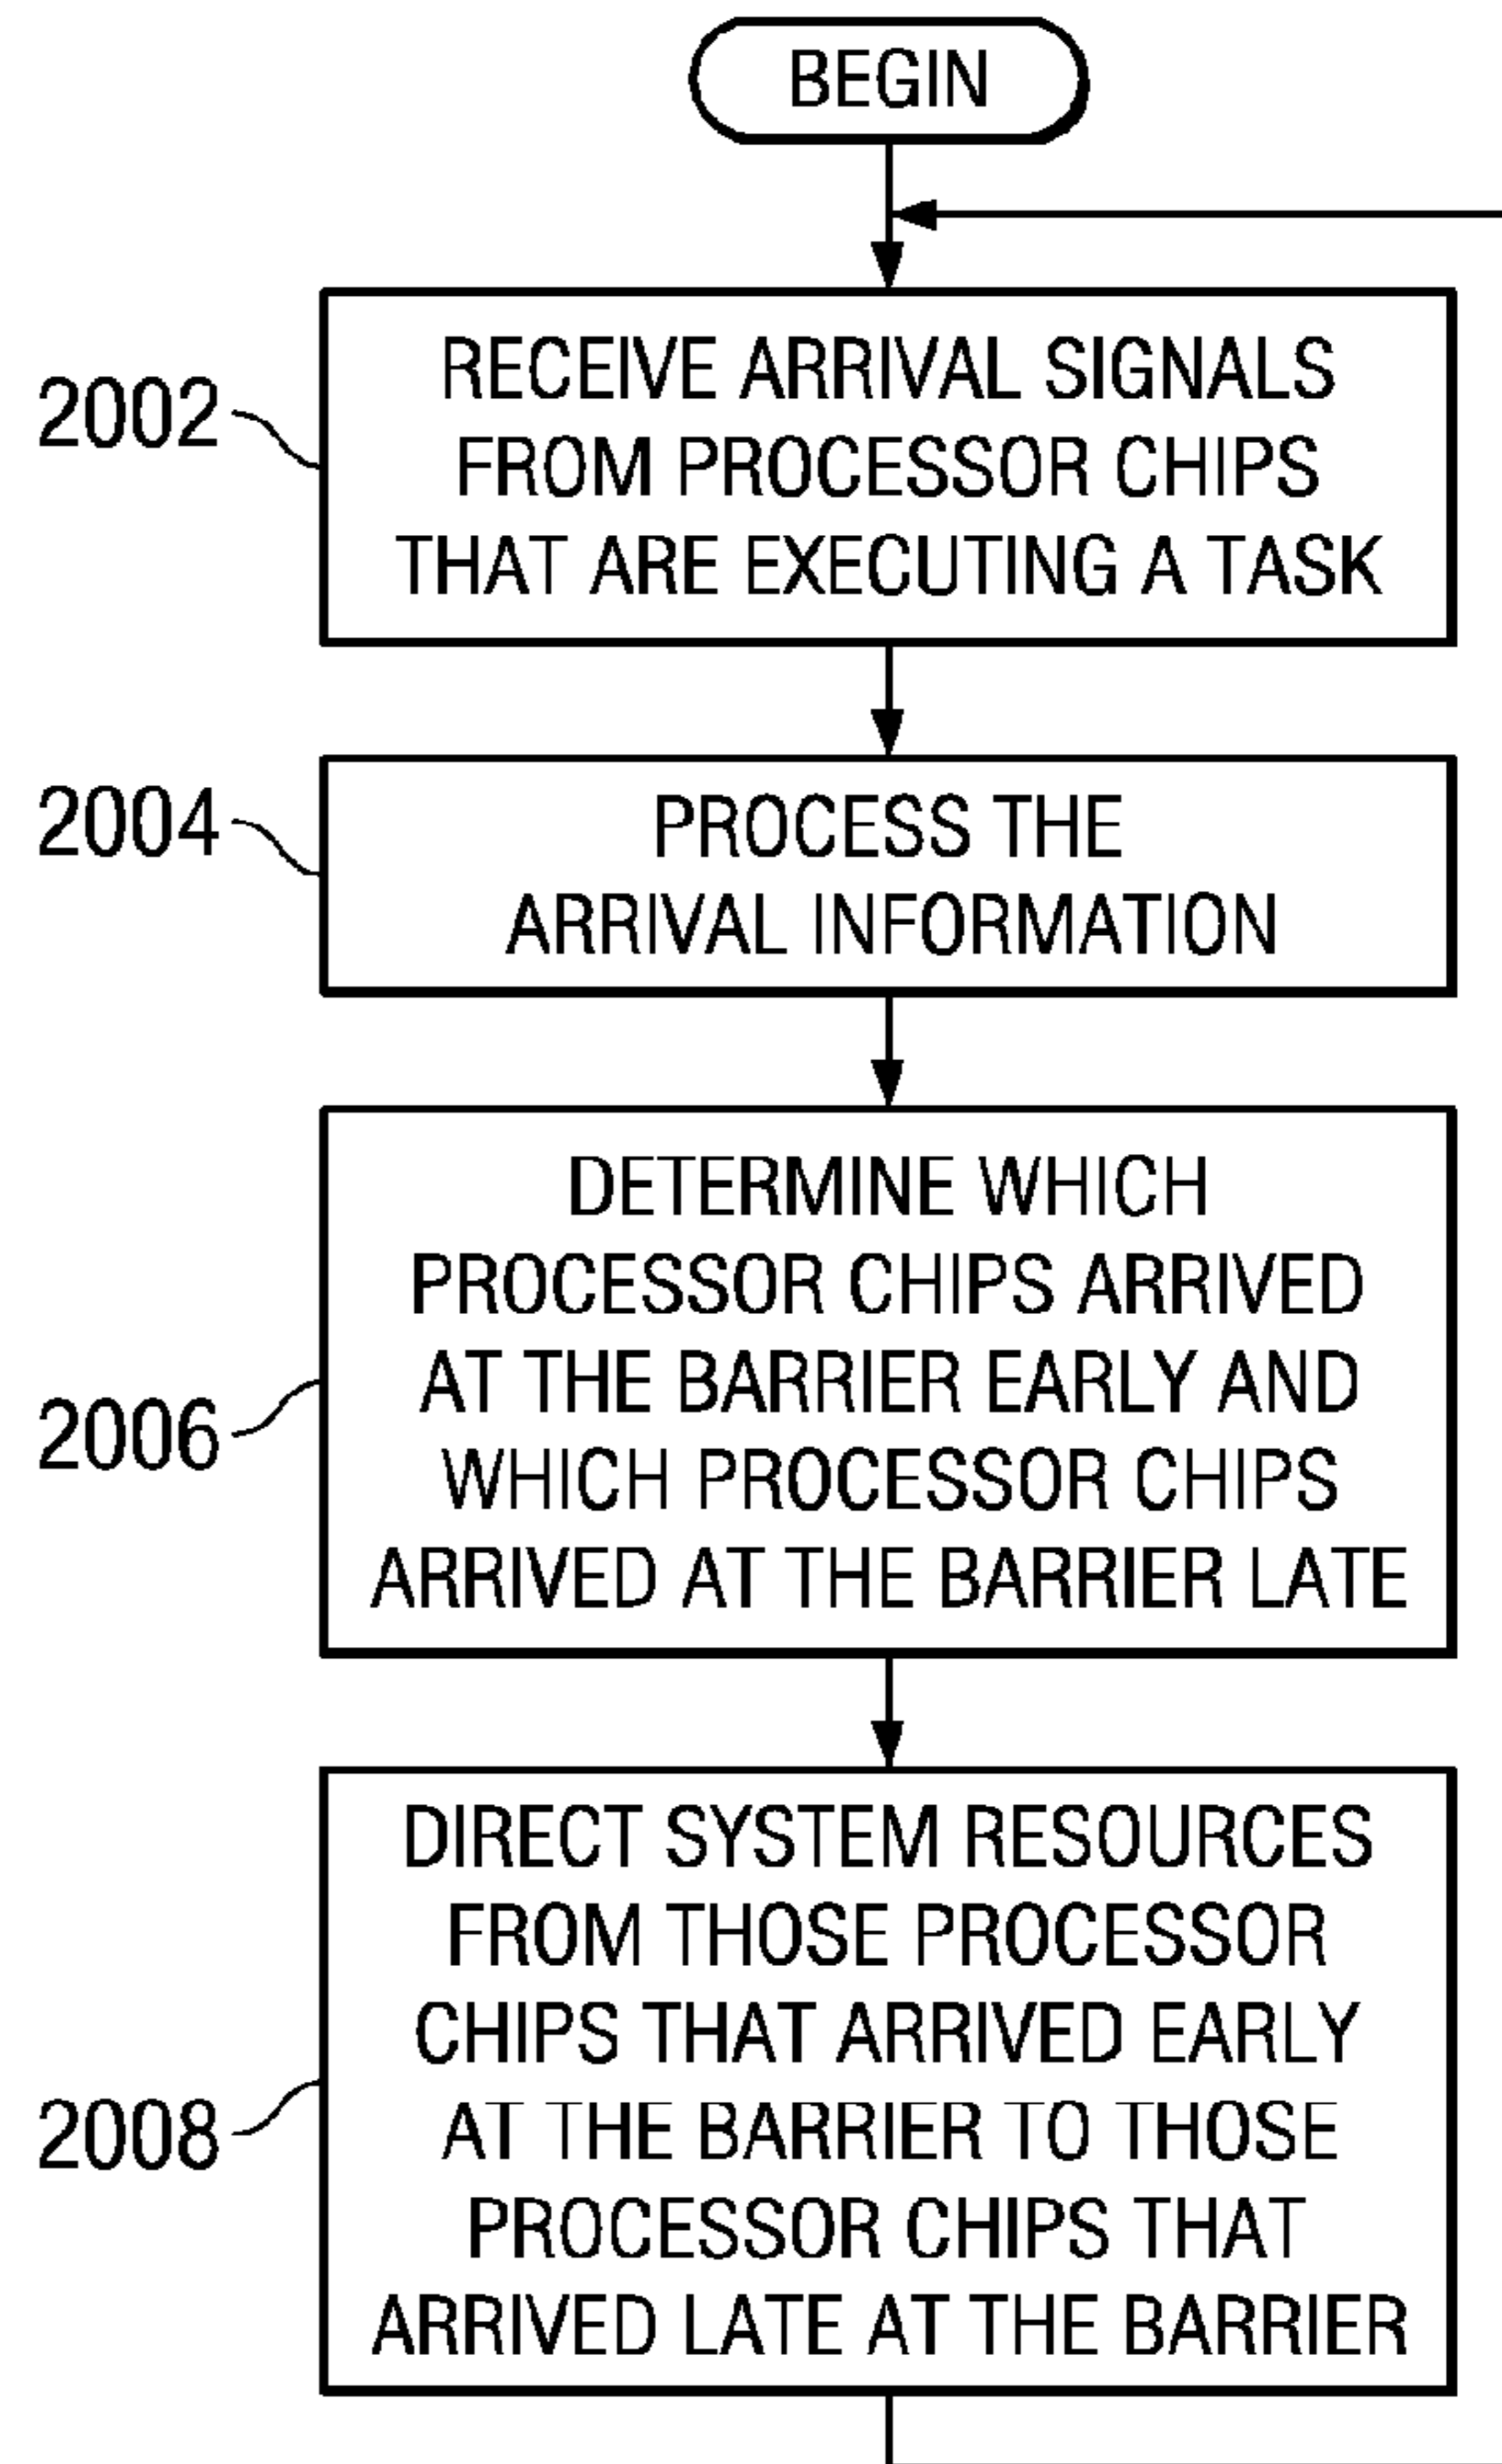 BEGIN
2002
RECEIVE ARRIVAL SIGNALS
FROM PROCESSOR CHIPS
THAT ARE EXECUTING A TASK
2004
PROCESS THE
ARRIVAL INFORMATION
2006
DETERMINE WHICH
PROCESSOR CHIPS ARRIVED
AT THE BARRIER EARLY AND
WHICH PROCESSOR CHIPS
ARRIVED AT THE BARRIER LATE
2008
DIRECT SYSTEM RESOURCES
FROM THOSE PROCESSOR
CHIPS THAT ARRIVED EARLY
AT THE BARRIER TO THOSE
PROCESSOR CHIPS THAT
ARRIVED LATE AT THE BARRIER